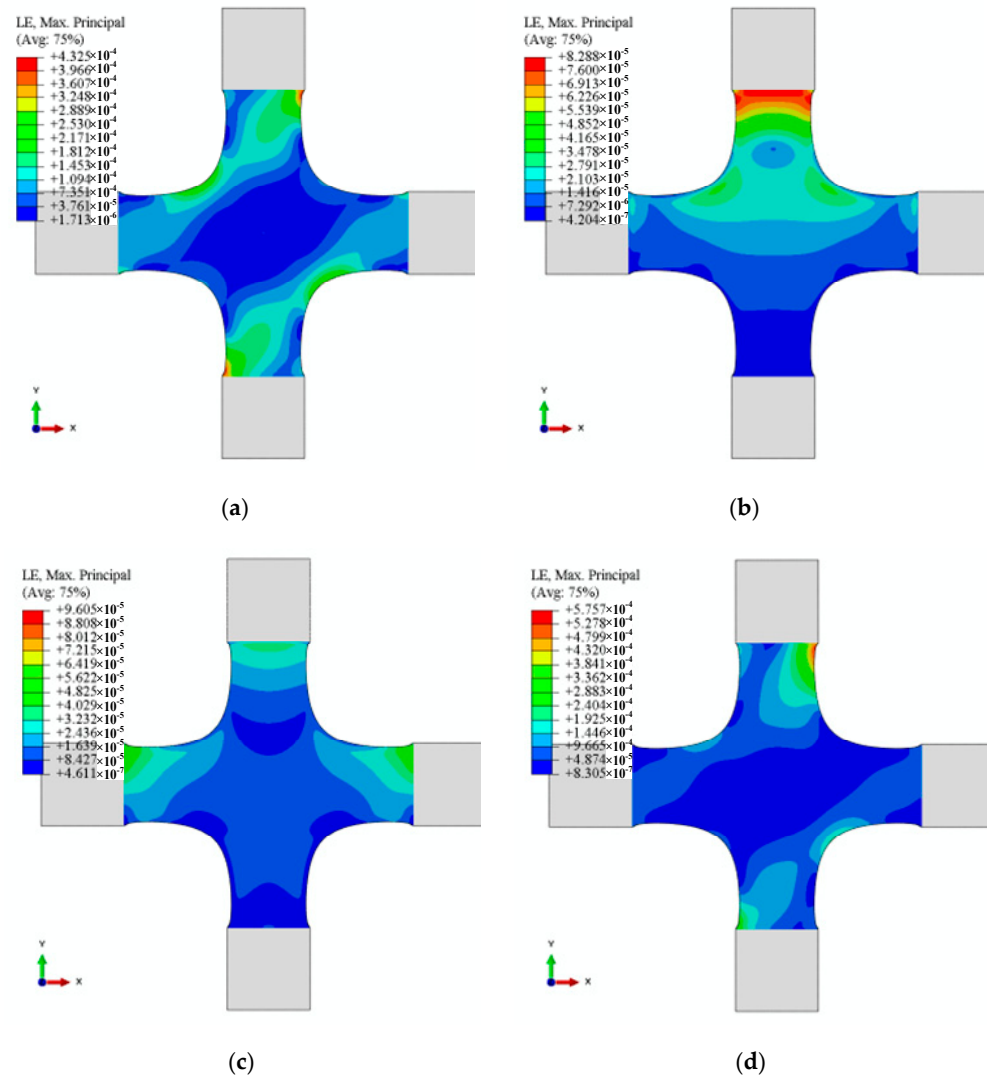 LE, Max. Principal
(Avg: 75%)
+4.325×10⁻⁴
+3.966×10⁻⁴
+3.607×10⁻⁴
+3.248×10⁻⁴
+2.889×10⁻⁴
+2.530×10⁻⁴
+2.171×10⁻⁴
+1.812×10⁻⁴
+1.453×10⁻⁴
+1.094×10⁻⁴
+7.351×10⁻⁴
+3.761×10⁻⁵
+1.713×10⁻⁶
Y
X
(a)
LE, Max. Principal
(Avg: 75%)
+8.288×10⁻⁵
+7.600×10⁻⁵
+6.913×10⁻⁵
+6.226×10⁻⁵
+5.539×10⁻⁵
+4.852×10⁻⁵
+4.165×10⁻⁵
+3.478×10⁻⁵
+2.791×10⁻⁵
+2.103×10⁻⁵
+1.416×10⁻⁵
+7.292×10⁻⁶
+4.204×10⁻⁷
Y
X
(b)
LE, Max. Principal
(Avg: 75%)
+9.605×10⁻⁵
+8.808×10⁻⁵
+8.012×10⁻⁵
+7.215×10⁻⁵
+6.419×10⁻⁵
+5.622×10⁻⁵
+4.825×10⁻⁵
+4.029×10⁻⁵
+3.232×10⁻⁵
+2.436×10⁻⁵
+1.639×10⁻⁵
+8.427×10⁻⁵
+4.611×10⁻⁷
Y
X
(c)
LE, Max. Principal
(Avg: 75%)
+5.757×10⁻⁴
+5.278×10⁻⁴
+4.799×10⁻⁴
+4.320×10⁻⁴
+3.841×10⁻⁴
+3.362×10⁻⁴
+2.883×10⁻⁴
+2.404×10⁻⁴
+1.925×10⁻⁴
+1.446×10⁻⁴
+9.665×10⁻⁴
+4.874×10⁻⁵
+8.305×10⁻⁷
Y
X
(d)